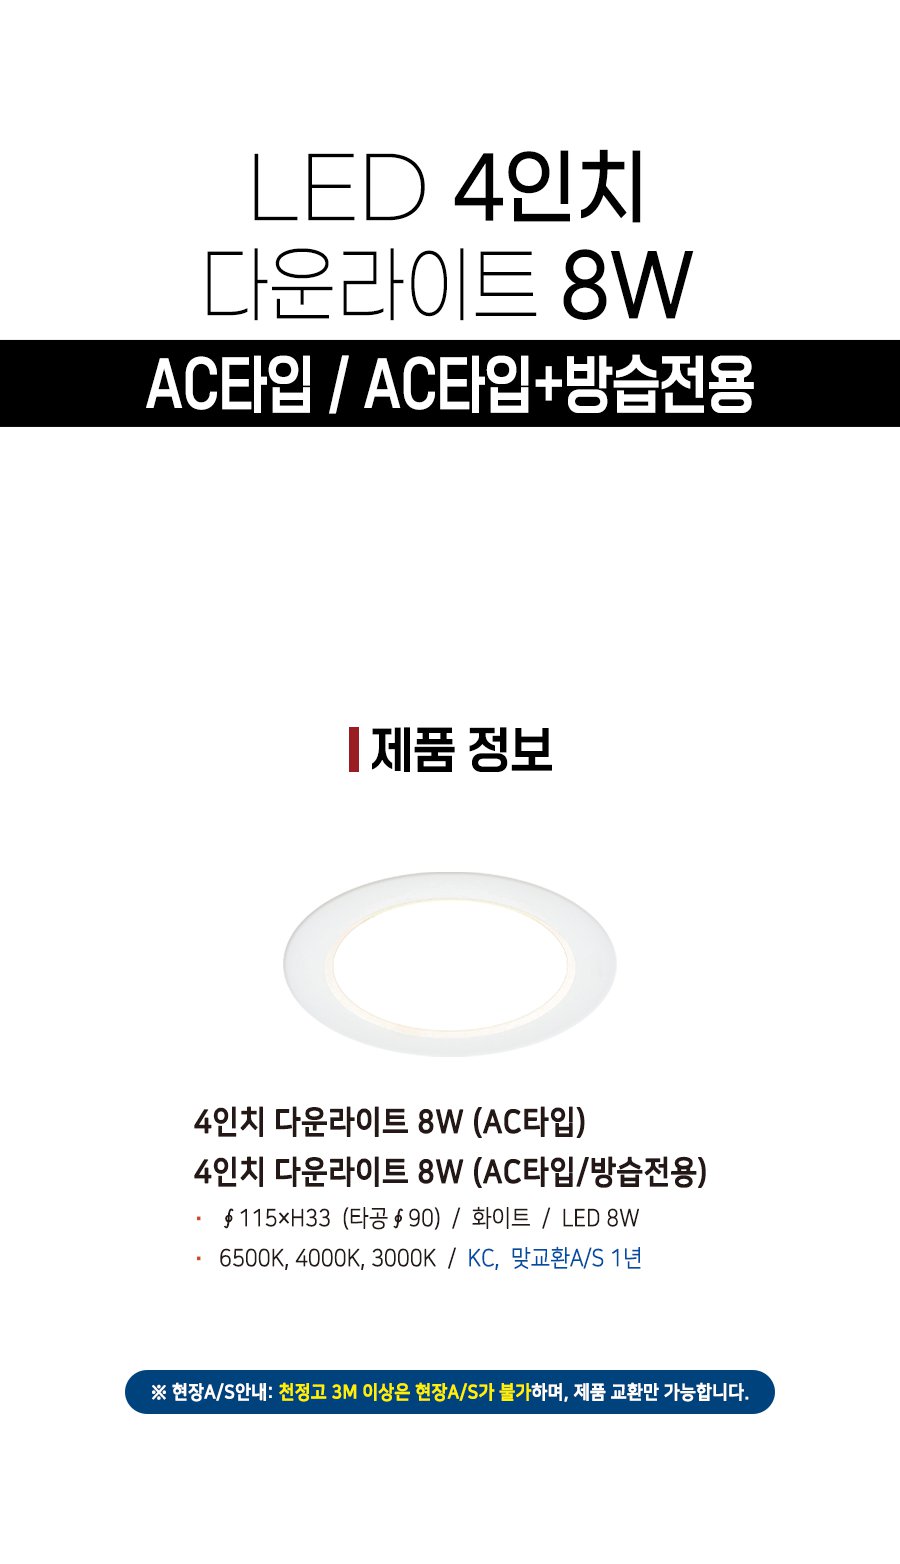 LED 4인치
다운라이트 8W
AC타입 / AC타입+방습전용
제품 정보
4인치 다운라이트 8W (AC타입)
4인치 다운라이트 8W (AC타입/방습전용)
· ∮115×H33 (타공∮90) / 화이트 / LED 8W
· 6500K, 4000K, 3000K / KC, 맞교환A/S 1년
※ 현장A/S안내: 천정고 3M 이상은 현장A/S가 불가하며, 제품 교환만 가능합니다.